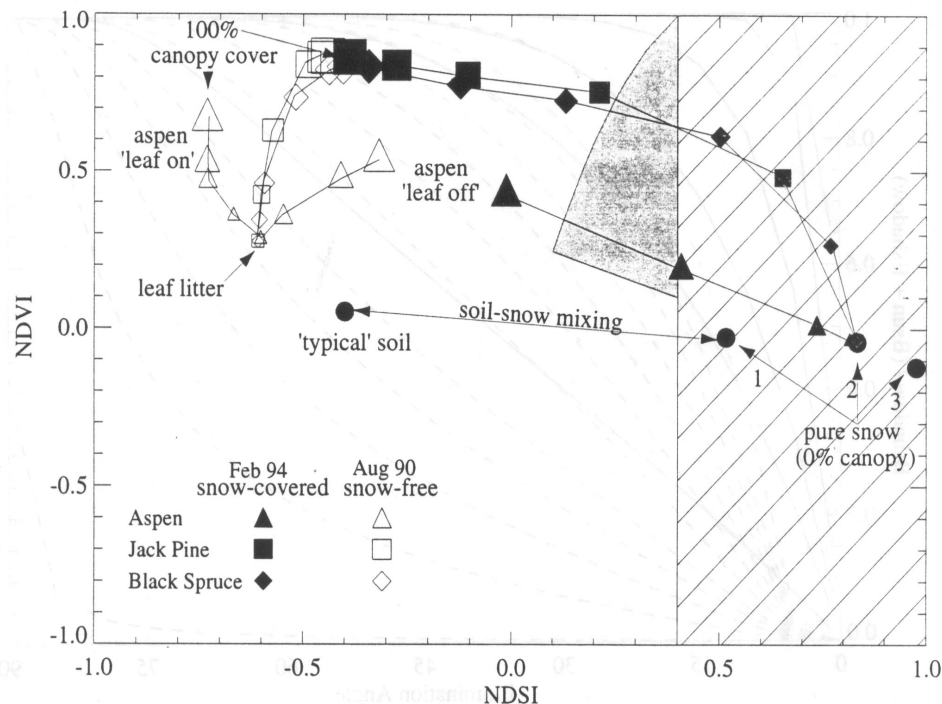 1.0
100%
canopy cover
aspen
'leaf on'
0.5
aspen
'leaf off'
leaf litter
NDVI
0.0
'typical' soil
soil-snow mixing
1
2
3
pure snow
(0% canopy)
-0.5
Feb 94
snow-covered
Aug 90
snow-free
Aspen
Jack Pine
Black Spruce
-1.0
-1.0
-0.5
0.0
0.5
1.0
NDSI